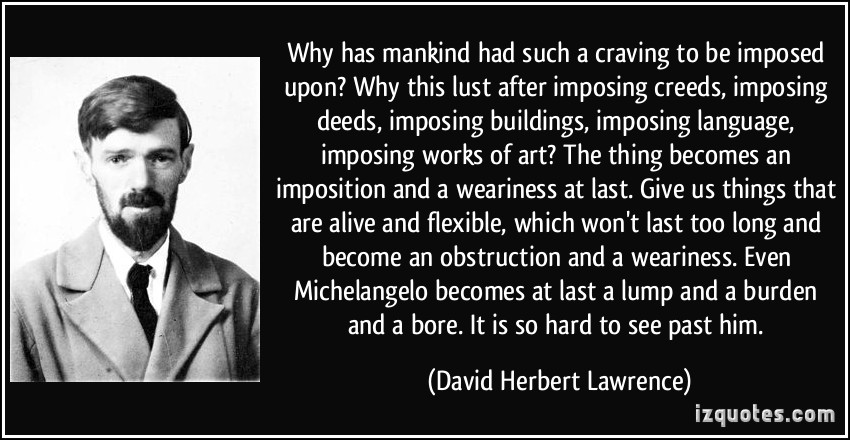 Why has mankind had such a craving to be imposed
upon? Why this lust after imposing creeds, imposing
deeds, imposing buildings, imposing language,
imposing works of art? The thing becomes an
imposition and a weariness at last. Give us things that
are alive and flexible, which won't last too long and
become an obstruction and a weariness. Even
Michelangelo becomes at last a lump and a burden
and a bore. It is so hard to see past him.
(David Herbert Lawrence)
izquotes.com